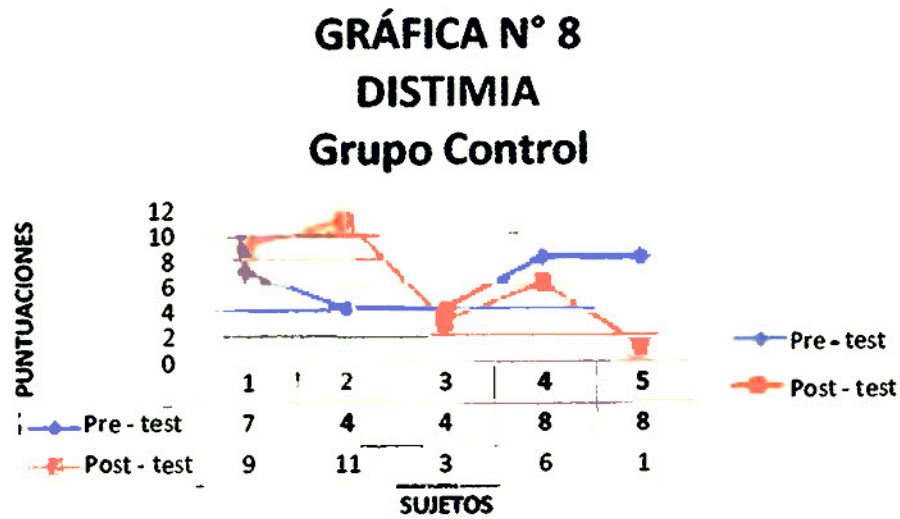 GRÁFICA N° 8
DISTIMIA
Grupo Control
PUNTUACIONES
12
10
8
6
4
2
0
1 2 3 4 5
Pre - test 7 4 4 8 8
Post - test 9 11 3 6 1
SUJETOS
Pre - test
Post - test